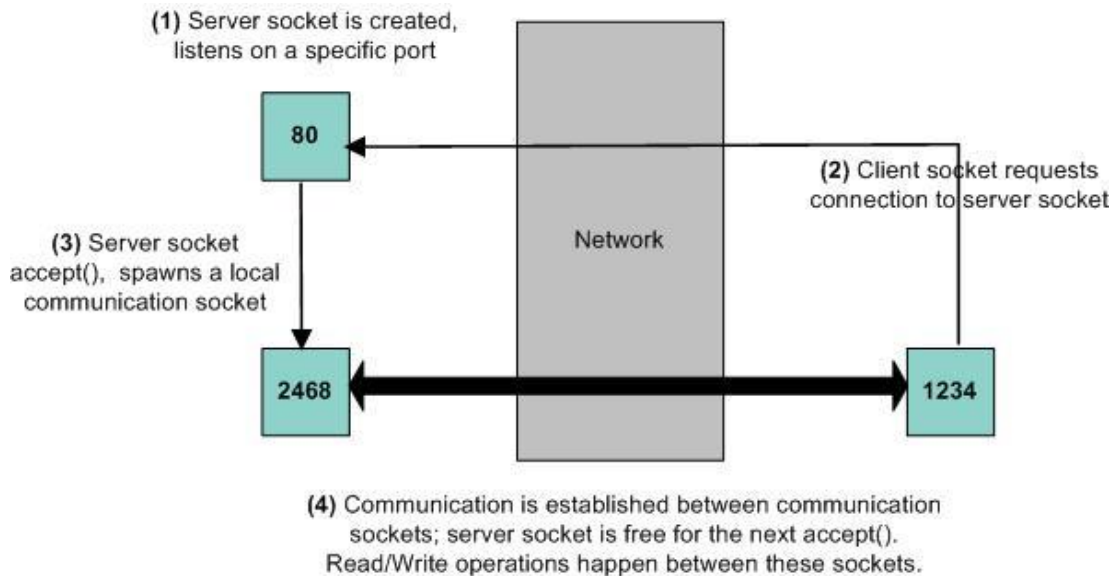 (1) Server socket is created,
listens on a specific port
80
(2) Client socket requests
connection to server socket
Network
(3) Server socket
accept(), spawns a local
communication socket
2468
1234
(4) Communication is established between communication
sockets; server socket is free for the next accept().
Read/Write operations happen between these sockets.